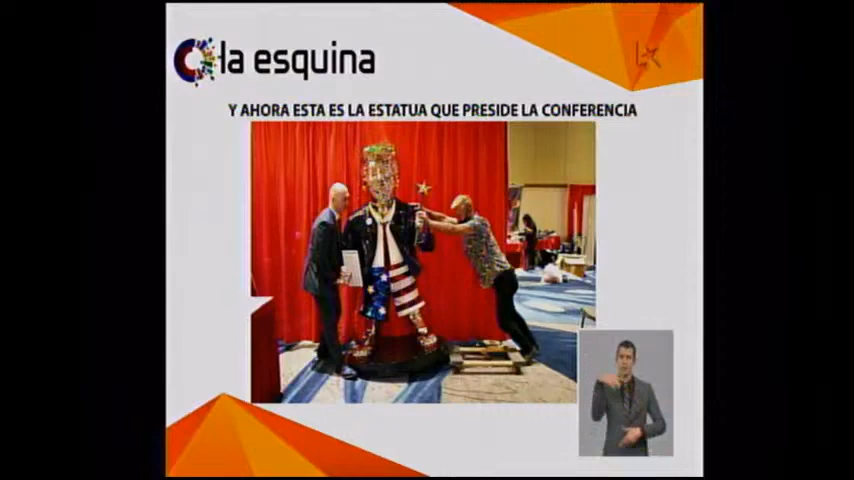 la esquina
Y AHORA ESTA ES LA ESTATUA QUE PRESIDE LA CONFERENCIA